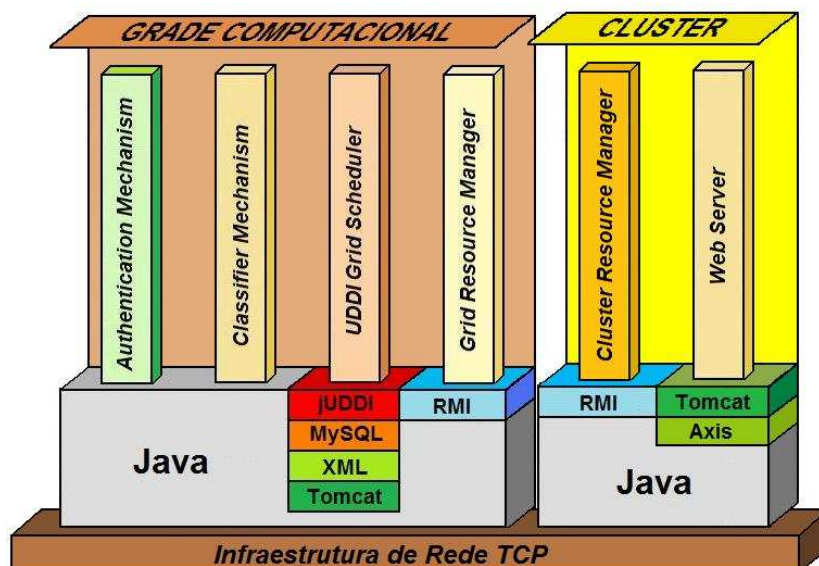 GRADE COMPUTACIONAL
CLUSTER
Authentication Mechanism
Classifier Mechanism
UDDI Grid Scheduler
Grid Resource Manager
Cluster Resource Manager
Web Server
jUDDI
RMI
RMI
Tomcat
MySQL
Axis
Java
XML
Java
Tomcat
Infraestrutura de Rede TCP